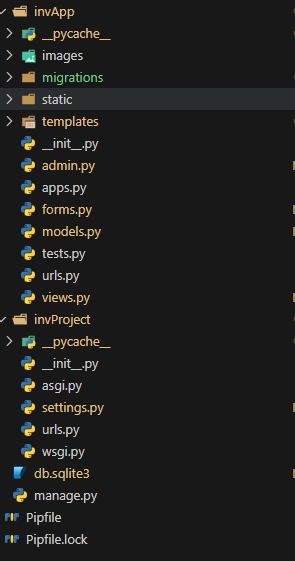 invApp
__pycache__
images
migrations
static
templates
__init__.py
admin.py
apps.py
forms.py
models.py
tests.py
urls.py
views.py
invProject
__pycache__
__init__.py
asgi.py
settings.py
urls.py
wsgi.py
db.sqlite3
manage.py
Pipfile
Pipfile.lock